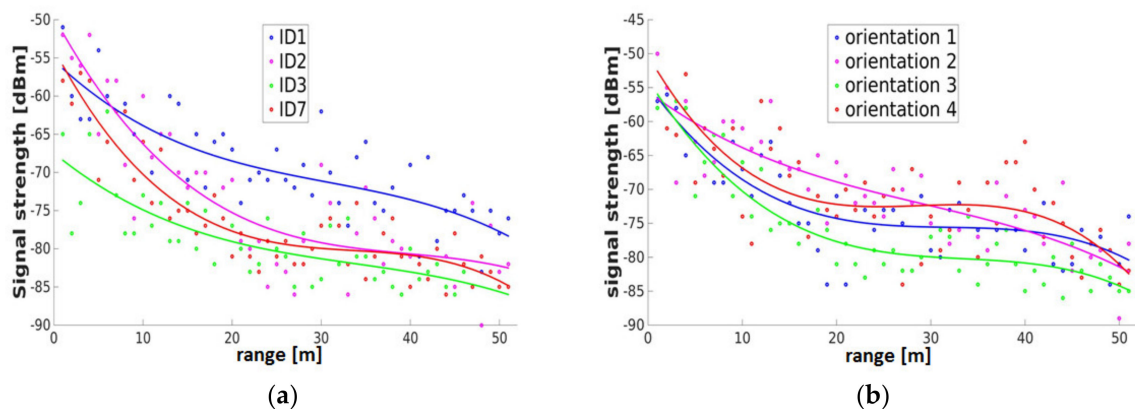 -50
-55
-60
-65
-70
-75
-80
-85
-90
Signal strength [dBm]
ID1
ID2
ID3
ID7
0 10 20 30 40 50
range [m]
(a)
-45
-50
-55
-60
-65
-70
-75
-80
-85
-90
Signal strength [dBm]
orientation 1
orientation 2
orientation 3
orientation 4
0 10 20 30 40 50
range [m]
(b)